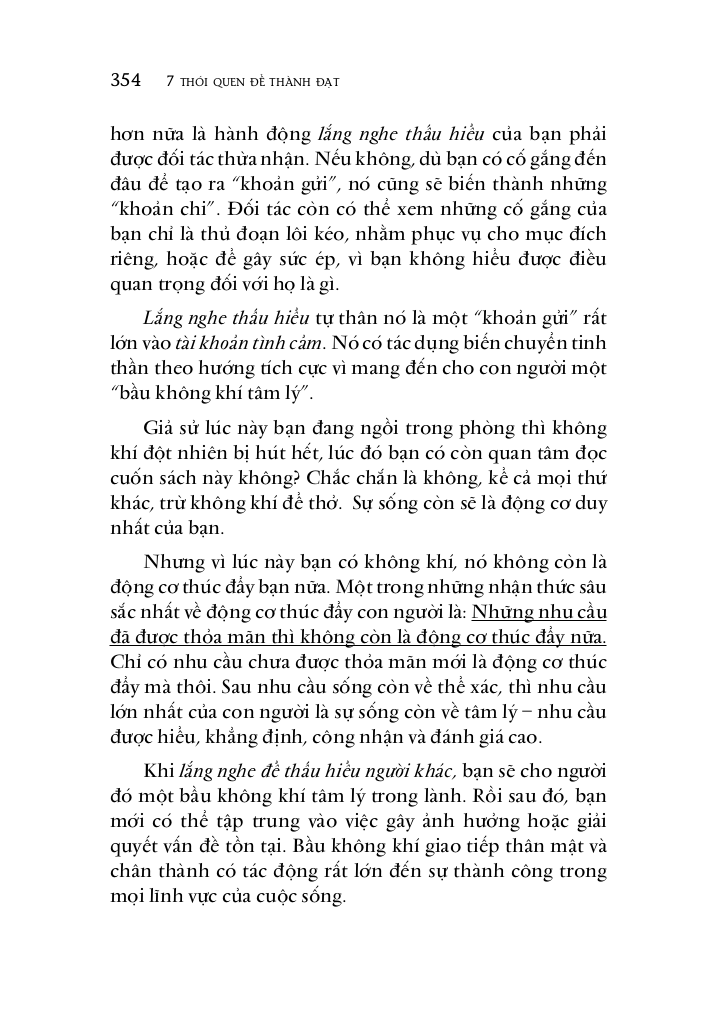 354 7 THÓI QUEN ĐỂ THÀNH ĐẠT
hơn nữa là hành động lắng nghe thấu hiểu của bạn phải
được đối tác thừa nhận. Nếu không, dù bạn có cố gắng đến
đâu để tạo ra “khoản gửi”, nó cũng sẽ biến thành những
“khoản chi”. Đối tác còn có thể xem những cố gắng của
bạn chỉ là thủ đoạn lôi kéo, nhằm phục vụ cho mục đích
riêng, hoặc để gây sức ép, vì bạn không hiểu được điều
quan trọng đối với họ là gì.
Lắng nghe thấu hiểu tự thân nó là một “khoản gửi” rất
lớn vào tài khoản tình cảm. Nó có tác dụng biến chuyển tinh
thần theo hướng tích cực vì mang đến cho con người một
“bầu không khí tâm lý”.
Giả sử lúc này bạn đang ngồi trong phòng thì không
khí đột nhiên bị hút hết, lúc đó bạn có còn quan tâm đọc
cuốn sách này không? Chắc chắn là không, kể cả mọi thứ
khác, trừ không khí để thở. Sự sống còn sẽ là động cơ duy
nhất của bạn.
Nhưng vì lúc này bạn có không khí, nó không còn là
động cơ thúc đẩy bạn nữa. Một trong những nhận thức sâu
sắc nhất về động cơ thúc đẩy con người là: Những nhu cầu
đã được thỏa mãn thì không còn là động cơ thúc đẩy nữa.
Chỉ có nhu cầu chưa được thỏa mãn mới là động cơ thúc
đẩy mà thôi. Sau nhu cầu sống còn về thể xác, thì nhu cầu
lớn nhất của con người là sự sống còn về tâm lý – nhu cầu
được hiểu, khẳng định, công nhận và đánh giá cao.
Khi lắng nghe để thấu hiểu người khác, bạn sẽ cho người
đó một bầu không khí tâm lý trong lành. Rồi sau đó, bạn
mới có thể tập trung vào việc gây ảnh hưởng hoặc giải
quyết vấn đề tồn tại. Bầu không khí giao tiếp thân mật và
chân thành có tác động rất lớn đến sự thành công trong
mọi lĩnh vực của cuộc sống.